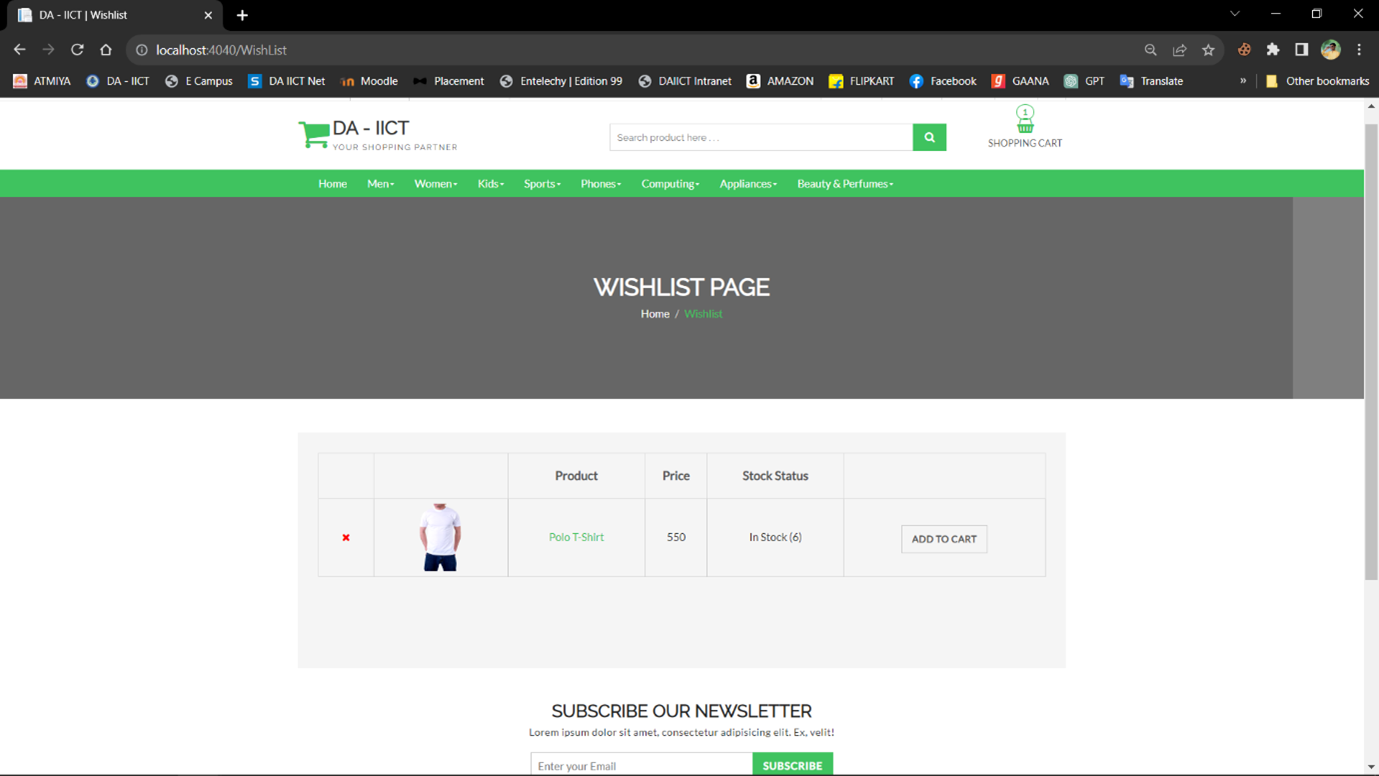 DA - IICT | Wishlist
localhost:4040/WishList
ATMIYA DA - IICT E Campus DA IICT Net Moodle Placement Entelechy | Edition 99 DAIICT Intranet AMAZON FLIPKART Facebook GAANA GPT Translate » Other bookmarks
DA - IICT
YOUR SHOPPING PARTNER
Search product here . . .
1
SHOPPING CART
Home Men Women Kids Sports Phones Computing Appliances Beauty & Perfumes
WISHLIST PAGE
Home / Wishlist
Product Price Stock Status
Polo T-Shirt 550 In Stock (6) ADD TO CART
SUBSCRIBE OUR NEWSLETTER
Lorem ipsum dolor sit amet, consectetur adipisicing elit. Ex, velit!
Enter your Email SUBSCRIBE